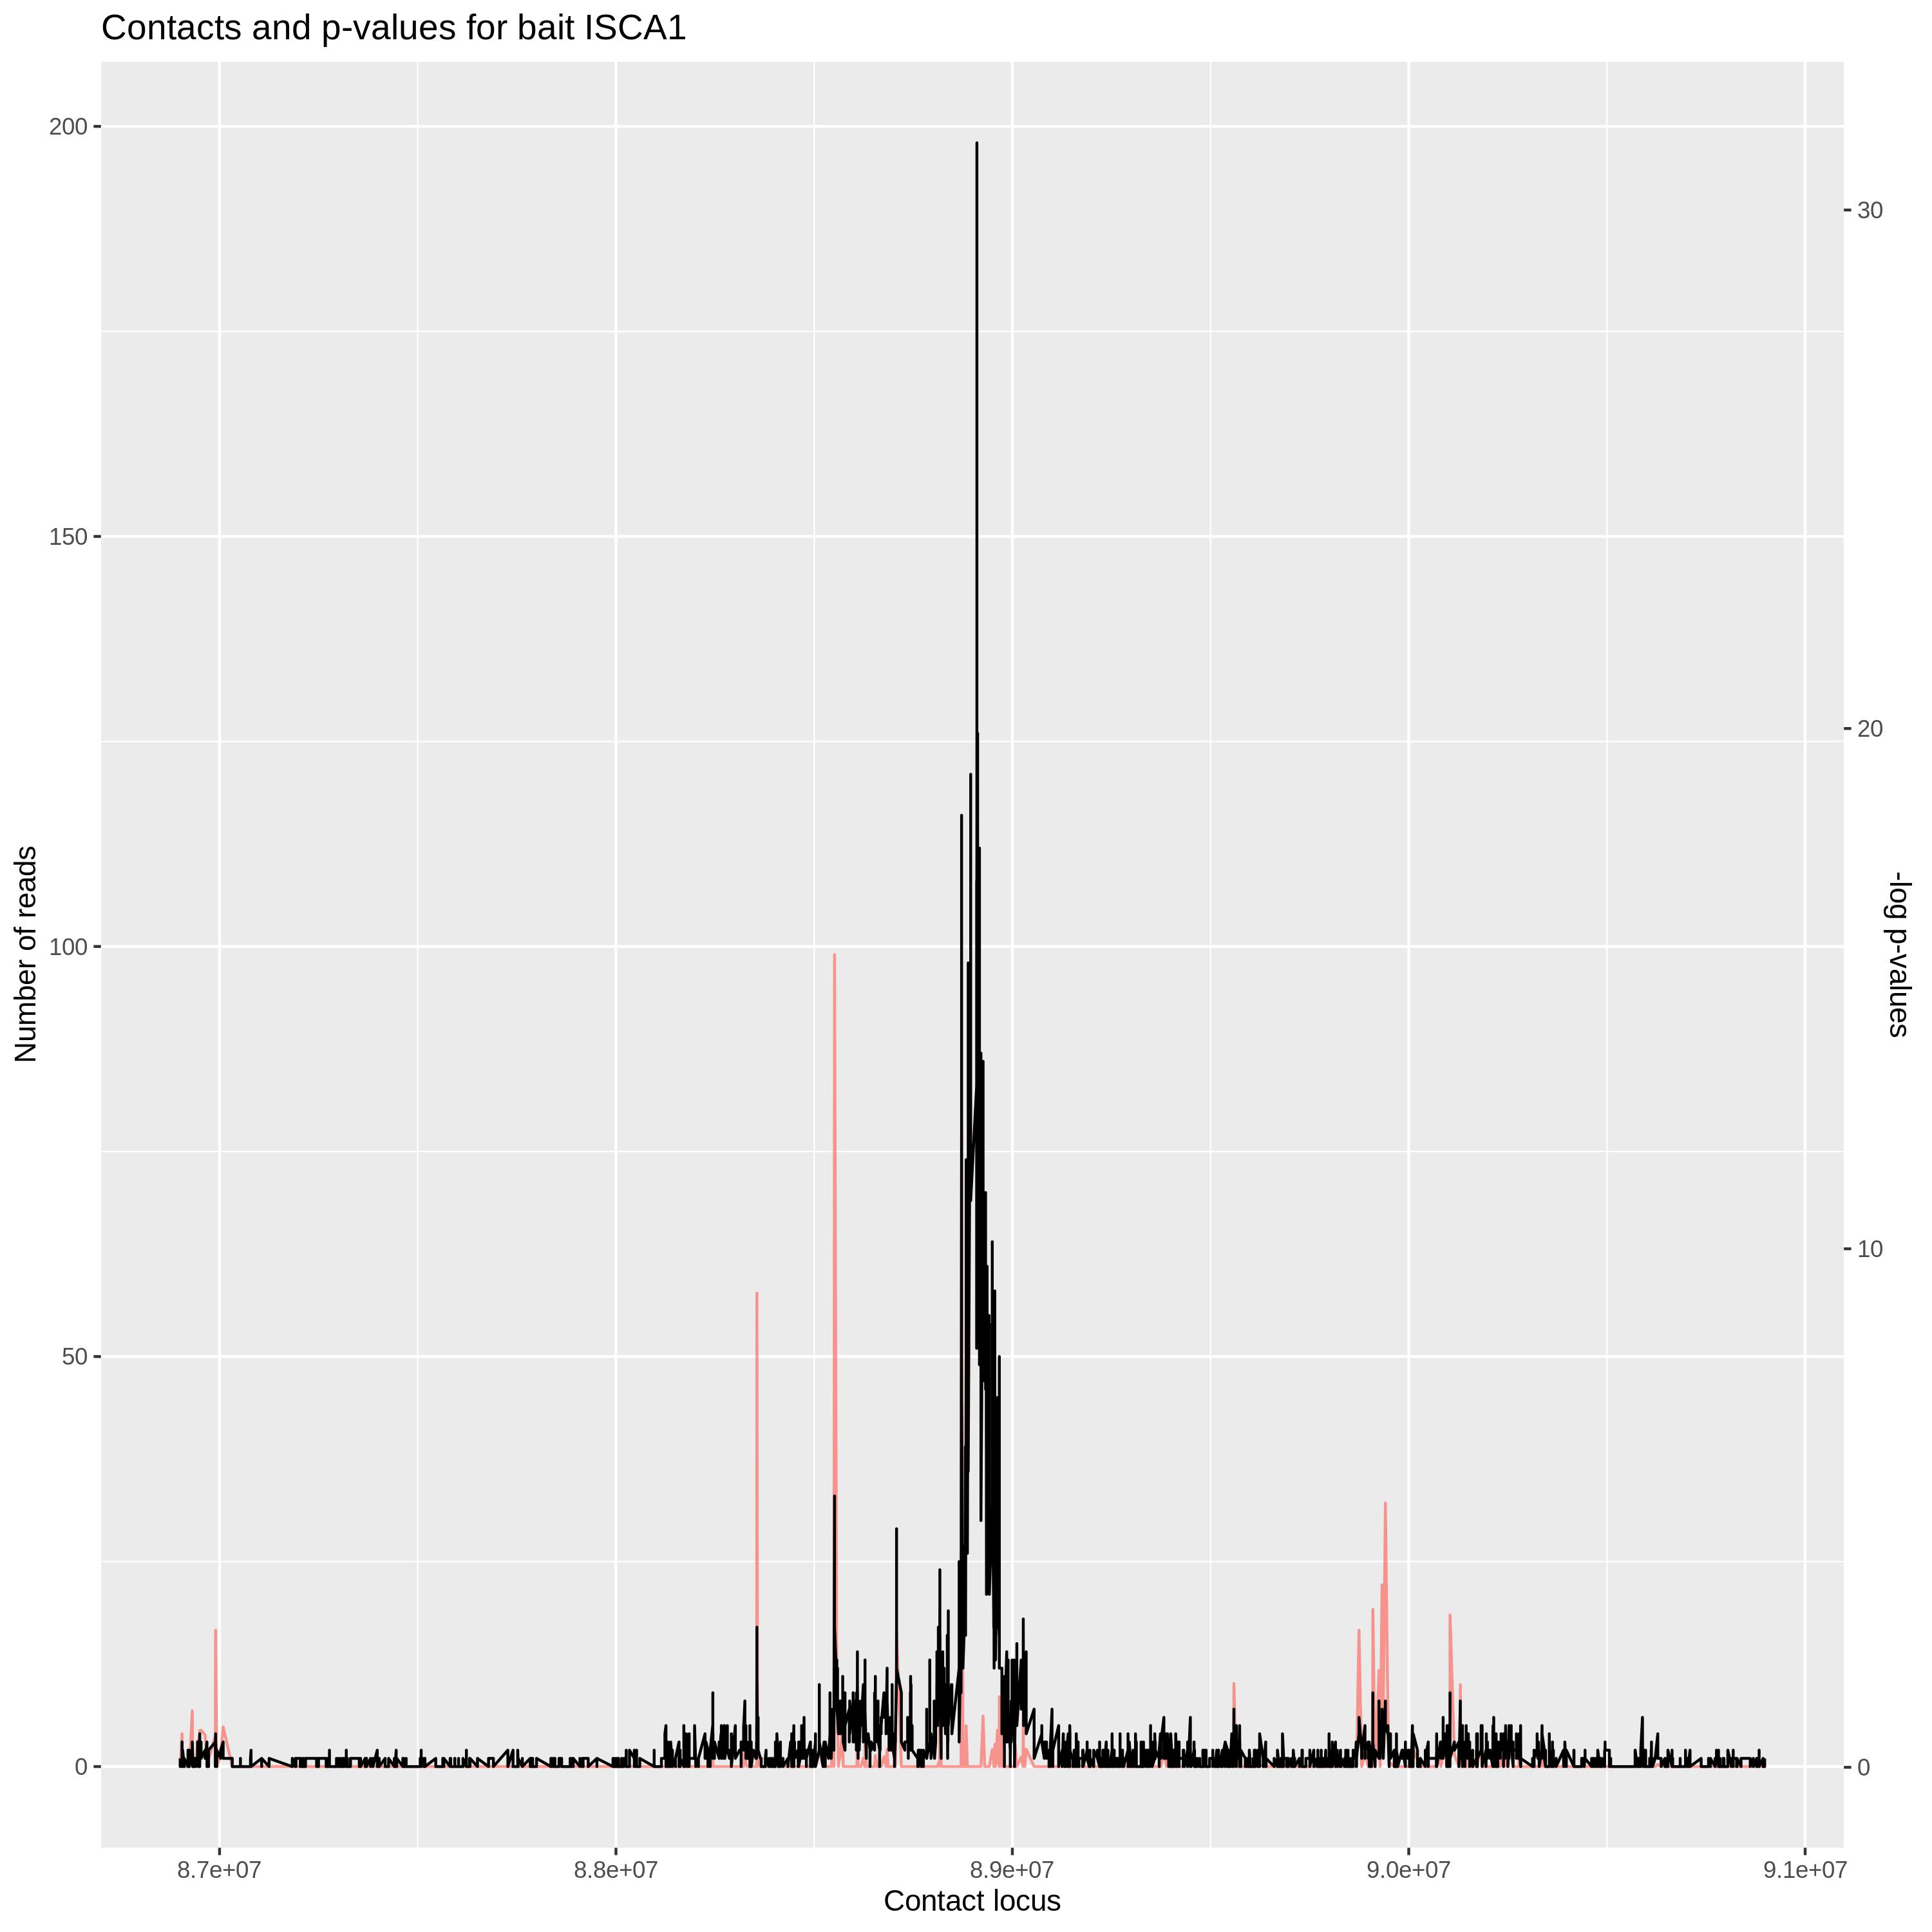 Contacts and p-values for bait ISCA1
200
150
100
50
0
Number of reads
30
20
10
0
-log p-values
8.7e+07
8.8e+07
8.9e+07
9.0e+07
9.1e+07
Contact locus